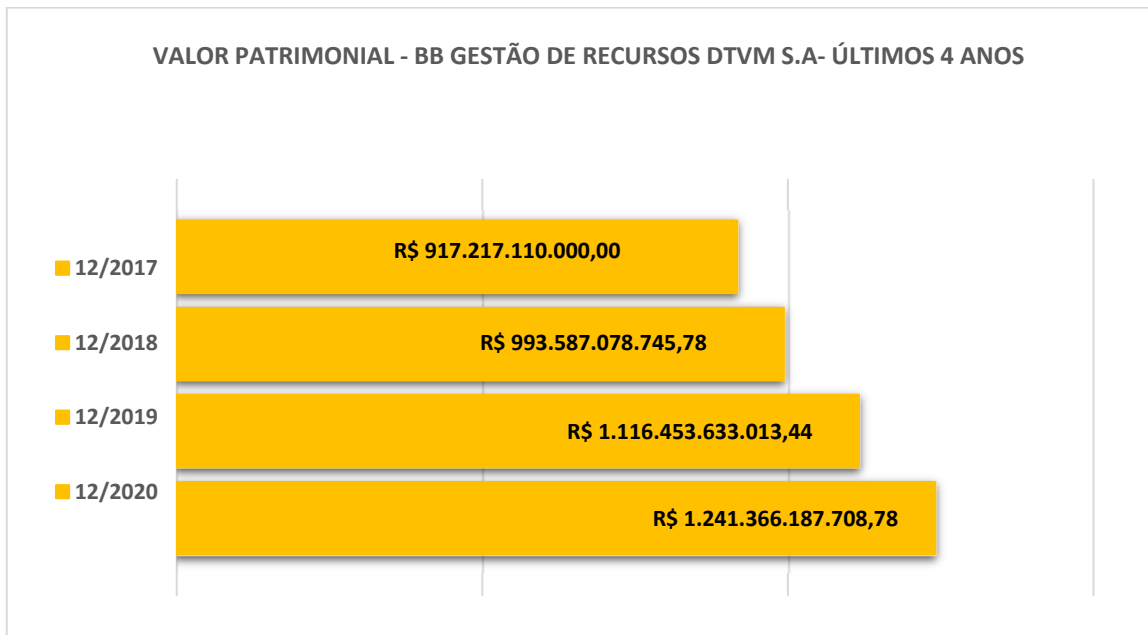 VALOR PATRIMONIAL - BB GESTÃO DE RECURSOS DTVM S.A- ÚLTIMOS 4 ANOS
R$ 917.217.110.000,00
12/2017
12/2018
R$ 993.587.078.745,78
12/2019
R$ 1.116.453.633.013,44
12/2020
R$ 1.241.366.187.708,78